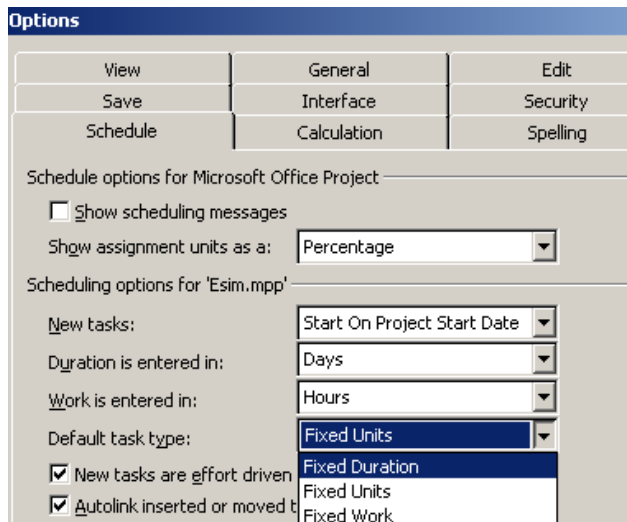 Options
View General Edit
Save Interface Security
Schedule Calculation Spelling
Schedule options for Microsoft Office Project
Show scheduling messages
Show assignment units as a: Percentage
Scheduling options for 'Esim.mpp'
New tasks: Start On Project Start Date
Duration is entered in: Days
Work is entered in: Hours
Default task type: Fixed Units
Fixed Duration
New tasks are effort driven
Fixed Units
Autolink inserted or moved t
Fixed Work